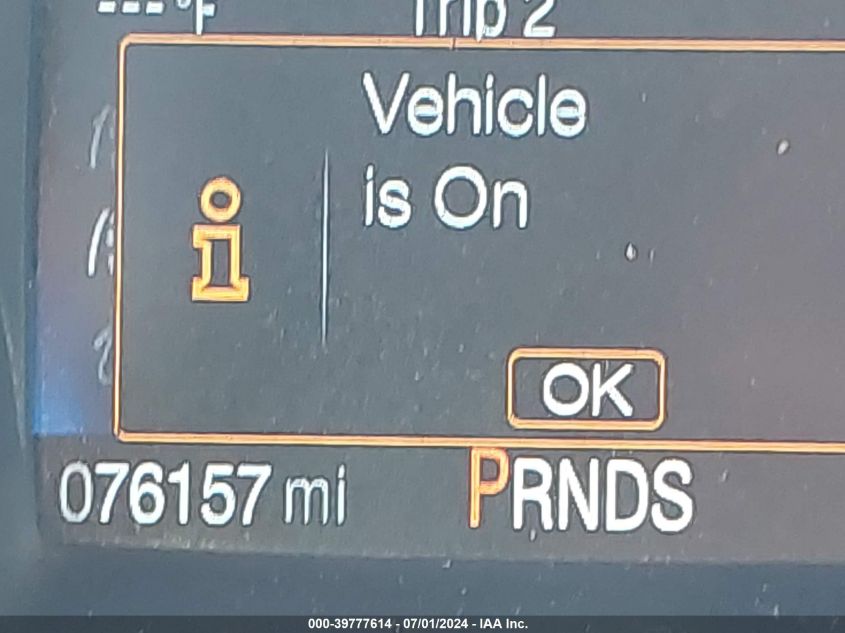 ---°F Trip 2
Vehicle
is On
OK
076157 mi PRNDS
000-39777614 - 07/01/2024 - IAA Inc.